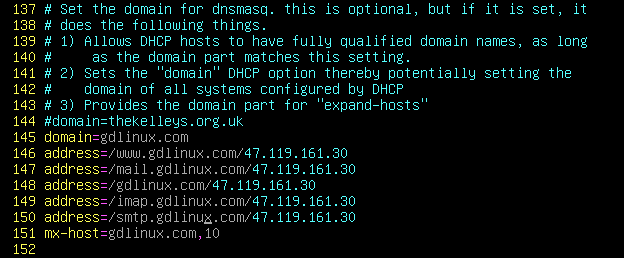 137 # Set the domain for dnsmasq. this is optional, but if it is set, it
138 # does the following things.
139 # 1) Allows DHCP hosts to have fully qualified domain names, as long
140 #     as the domain part matches this setting.
141 # 2) Sets the "domain" DHCP option thereby potentially setting the
142 #    domain of all systems configured by DHCP
143 # 3) Provides the domain part for "expand-hosts"
144 #domain=thekelleys.org.uk
145 domain=gdlinux.com
146 address=/www.gdlinux.com/47.119.161.30
147 address=/mail.gdlinux.com/47.119.161.30
148 address=/gdlinux.com/47.119.161.30
149 address=/imap.gdlinux.com/47.119.161.30
150 address=/smtp.gdlinux.com/47.119.161.30
151 mx-host=gdlinux.com,10
152